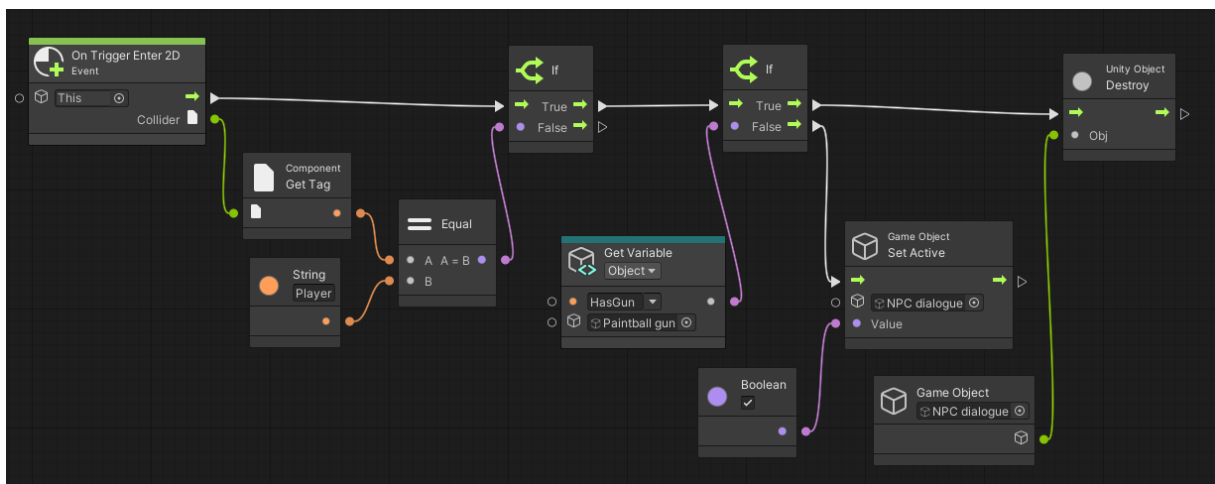 On Trigger Enter 2D
Event
This
Collider
Component
Get Tag
String
Player
Equal
A A = B
B
If
True
False
Get Variable
Object
HasGun
Paintball gun
If
True
False
Boolean
Game Object
Set Active
NPC dialogue
Value
Game Object
NPC dialogue
Unity Object
Destroy
Obj